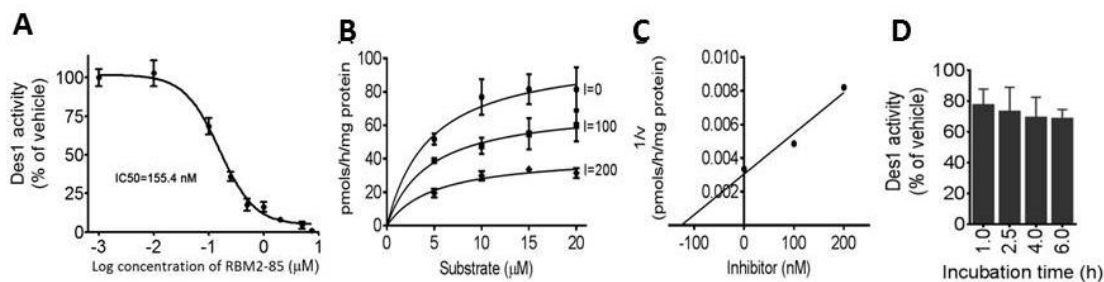 A
Des1 activity
(% of vehicle)
100
75
50
25
0
IC50=155.4 nM
-3 -2 -1 0 1
Log concentration of RBM2-85 (μM)
B
pmols/h/mg protein
100
80
60
40
20
0
I=0
I=100
I=200
0 5 10 15 20
Substrate (μM)
C
1/v
(pmols/h/mg protein)
0.010
0.008
0.006
0.004
0.002
-100 0 100 200
Inhibitor (nM)
D
Des1 activity
(% of vehicle)
100
80
60
40
20
0
1.0 2.5 4.0 6.0
Incubation time (h)